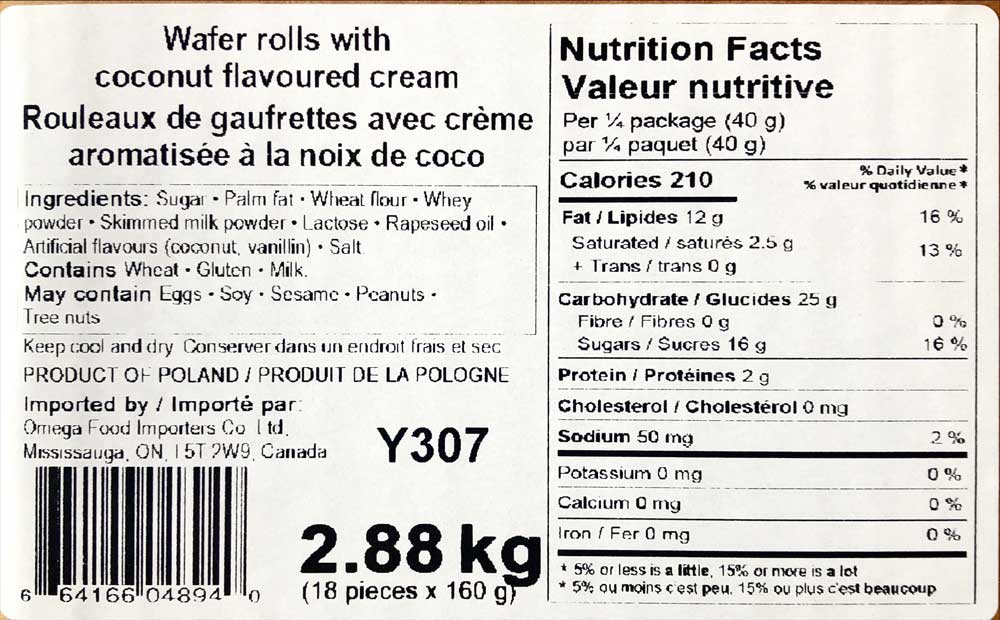 Wafer rolls with
coconut flavoured cream
Rouleaux de gaufrettes avec crème
aromatisée à la noix de coco
Ingredients: Sugar • Palm fat • Wheat flour • Whey
powder • Skimmed milk powder • Lactose • Rapeseed oil •
Artificial flavours (coconut, vanillin) • Salt.
Contains Wheat • Gluten • Milk.
May contain Eggs • Soy • Sesame • Peanuts •
Tree nuts
Keep cool and dry Conserver dans un endroit frais et sec
PRODUCT OF POLAND / PRODUIT DE LA POLOGNE
Imported by / Importé par:
Omega Food Importers Co Ltd.
Mississauga, ON, L5T 2W9, Canada
Y307
6 64166 04894 0
2.88 kg
(18 pieces x 160 g)
Nutrition Facts
Valeur nutritive
Per ¼ package (40 g)
par ¼ paquet (40 g)
Calories 210
% Daily Value*
% valeur quotidienne*
Fat / Lipides 12 g 16 %
Saturated / saturés 2.5 g
+ Trans / trans 0 g
13 %
Carbohydrate / Glucides 25 g
Fibre / Fibres 0 g 0 %
Sugars / Sucres 16 g 16 %
Protein / Protéines 2 g
Cholesterol / Cholestérol 0 mg
Sodium 50 mg 2 %
Potassium 0 mg 0 %
Calcium 0 mg 0 %
Iron / Fer 0 mg 0 %
* 5% or less is a little, 15% or more is a lot
* 5% ou moins c'est peu, 15% ou plus c'est beaucoup